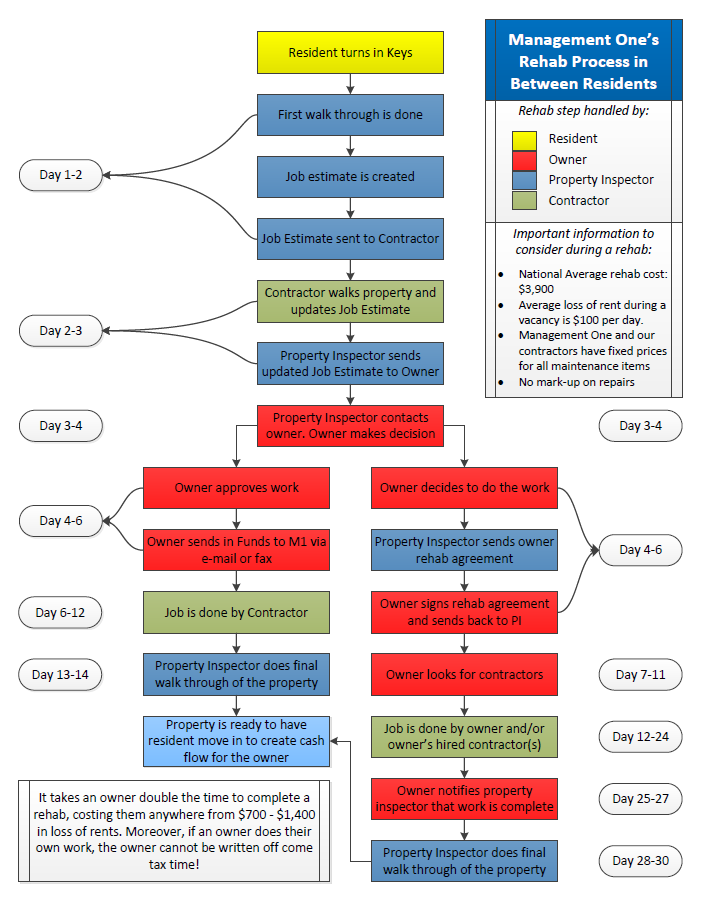 Resident turns in Keys
First walk through is done
Day 1-2
Job estimate is created
Job Estimate sent to Contractor
Contractor walks property and
updates Job Estimate
Day 2-3
Property Inspector sends
updated Job Estimate to Owner
Day 3-4
Property Inspector contacts
owner. Owner makes decision
Day 3-4
Management One’s
Rehab Process in
Between Residents
Rehab step handled by:
Resident
Owner
Property Inspector
Contractor
Important information to
consider during a rehab:
• National Average rehab cost:
$3,900
• Average loss of rent during a
vacancy is $100 per day.
• Management One and our
contractors have fixed prices
for all maintenance items
• No mark-up on repairs
Owner approves work
Day 4-6
Owner sends in Funds to M1 via
e-mail or fax
Day 6-12
Job is done by Contractor
Day 13-14
Property Inspector does final
walk through of the property
Property is ready to have
resident move in to create cash
flow for the owner
Owner decides to do the work
Property Inspector sends owner
rehab agreement
Day 4-6
Owner signs rehab agreement
and sends back to PI
Owner looks for contractors
Day 7-11
Job is done by owner and/or
owner’s hired contractor(s)
Day 12-24
Owner notifies property
inspector that work is complete
Day 25-27
Property Inspector does final
walk through of the property
Day 28-30
It takes an owner double the time to complete a
rehab, costing them anywhere from $700 - $1,400
in loss of rents. Moreover, if an owner does their
own work, the owner cannot be written off come
tax time!